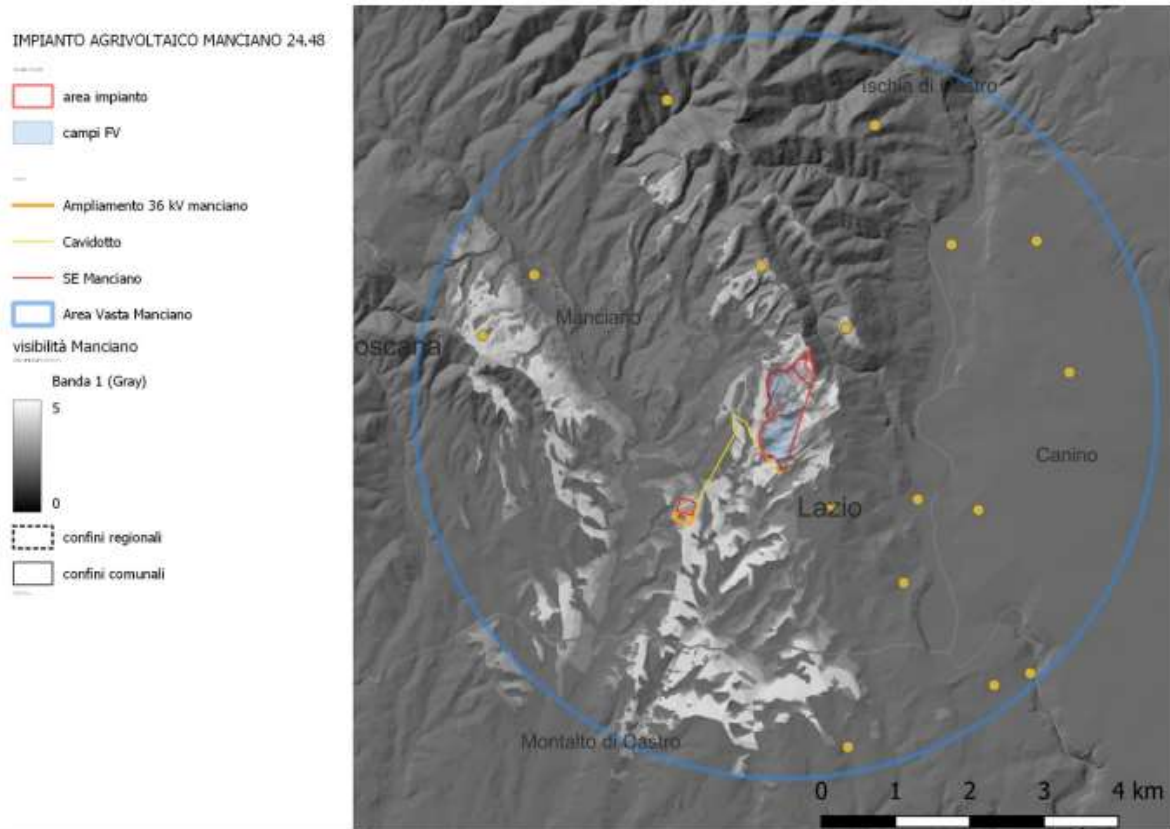 IMPIANTO AGRIVOLTAICO MANCIANO 24.48
area impianto
campi FV
Ampliamento 36 kV manciano
Cavidotto
SE Manciano
Area Vasta Manciano
visibilità Manciano
Banda 1 (Gray)
5
0
confini regionali
confini comunali
Ischia di Castro
Manciano
oscana
Canino
Lazio
Montalto di Castro
0 1 2 3 4 km